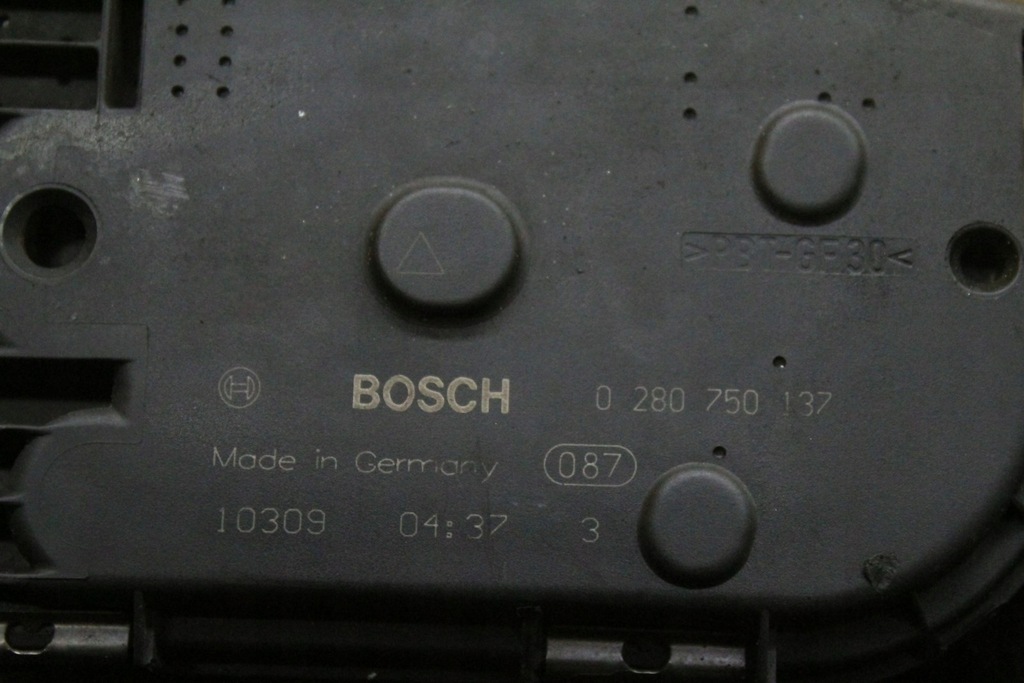 >PBT-GF30<
BOSCH 0 280 750 137
Made in Germany 087
10309 04:37 3